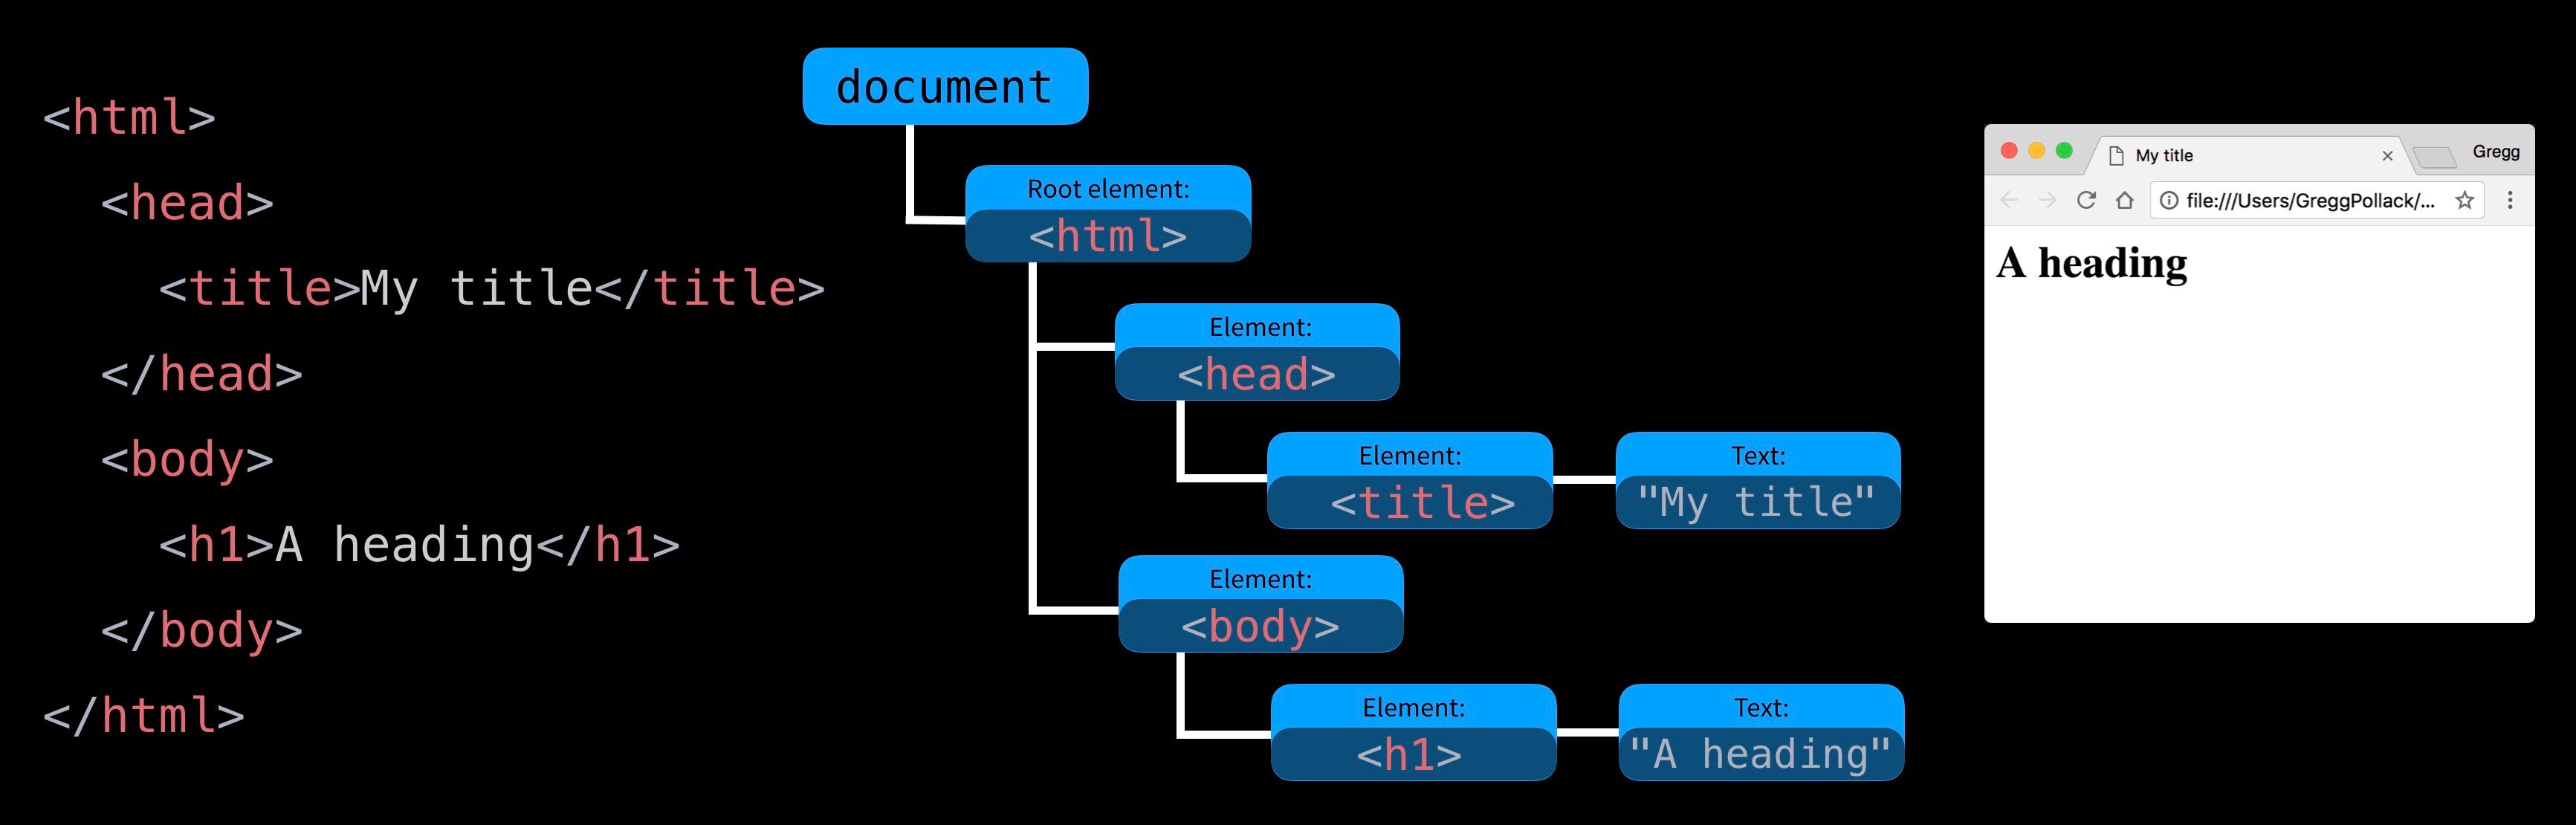 <html>
<head>
<title>My title</title>
</head>
<body>
<h1>A heading</h1>
</body>
</html>
document
Root element:
<html>
Element:
<head>
Element:
<title>
Text:
"My title"
Element:
<body>
Element:
<h1>
Text:
"A heading"
My title
Gregg
file:///Users/GreggPollack/...
A heading